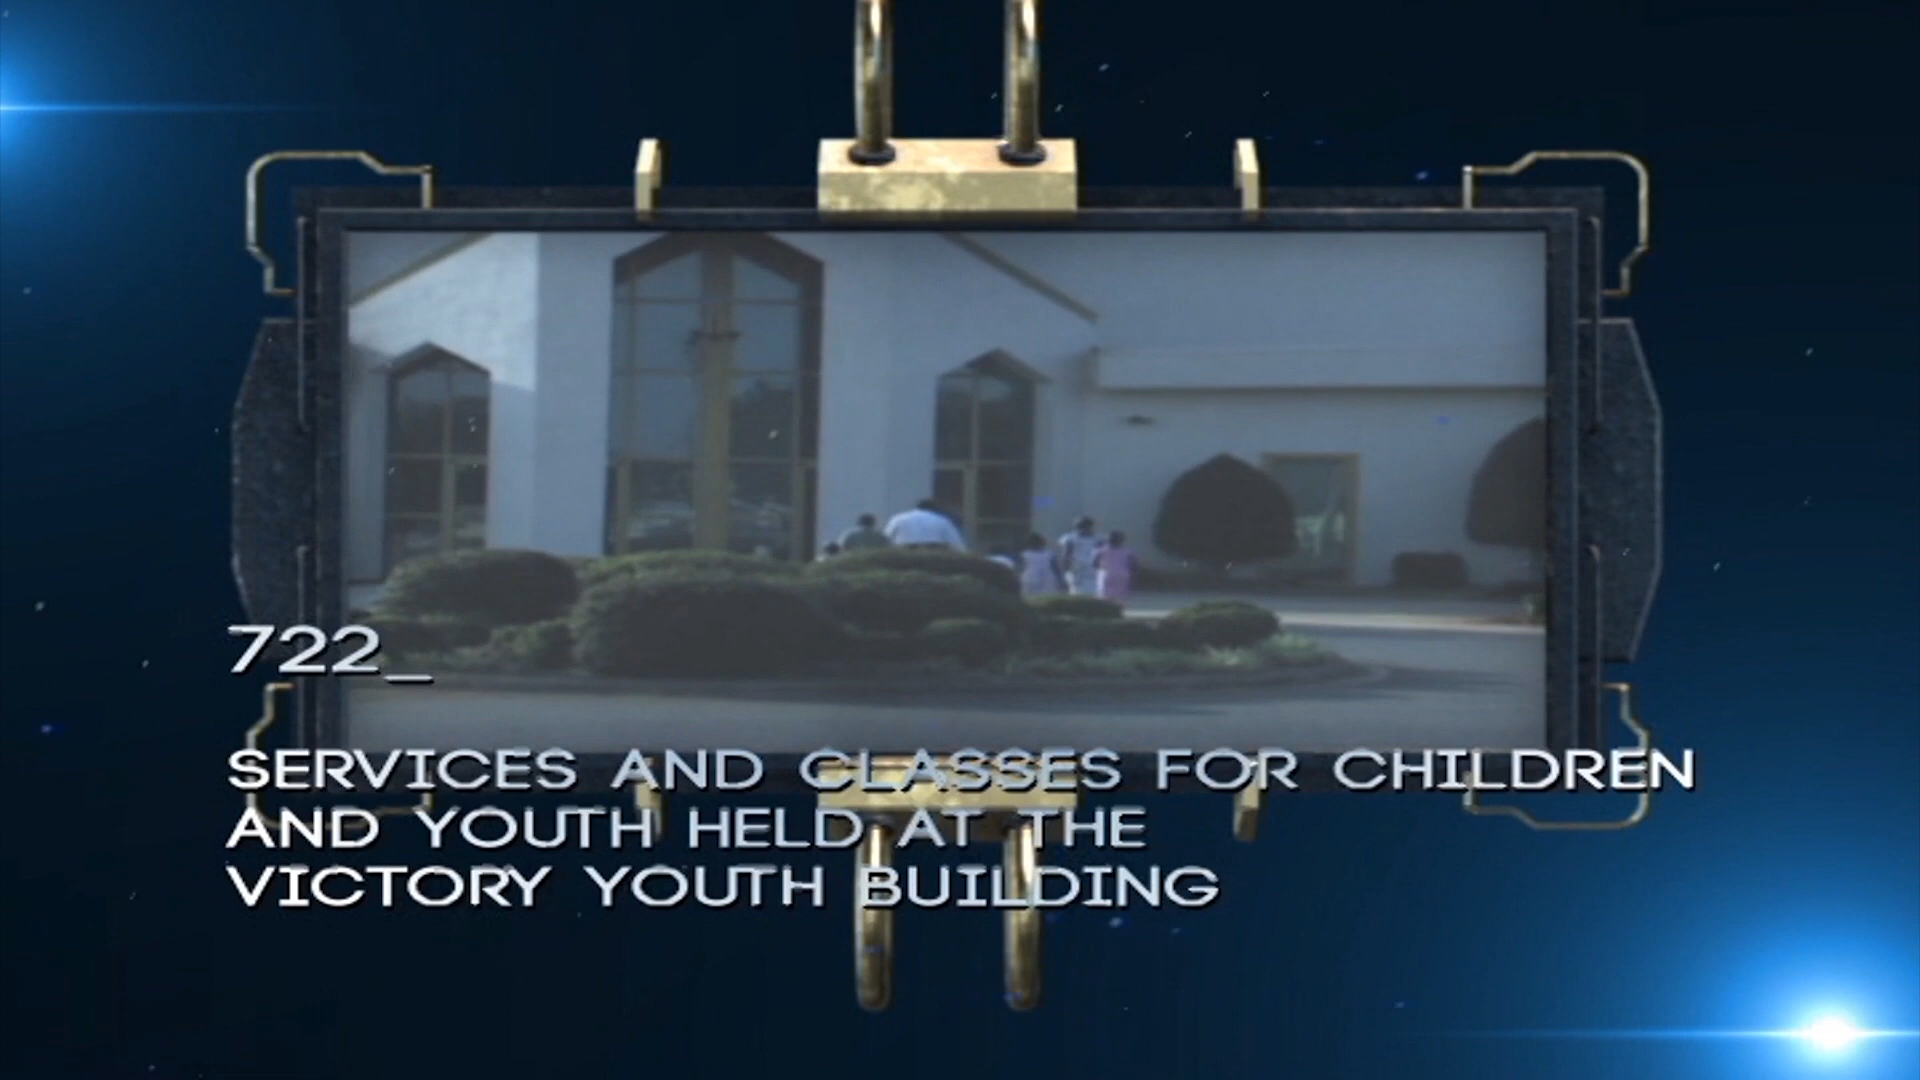 722_
SERVICES AND CLASSES FOR CHILDREN
AND YOUTH HELD AT THE
VICTORY YOUTH BUILDING